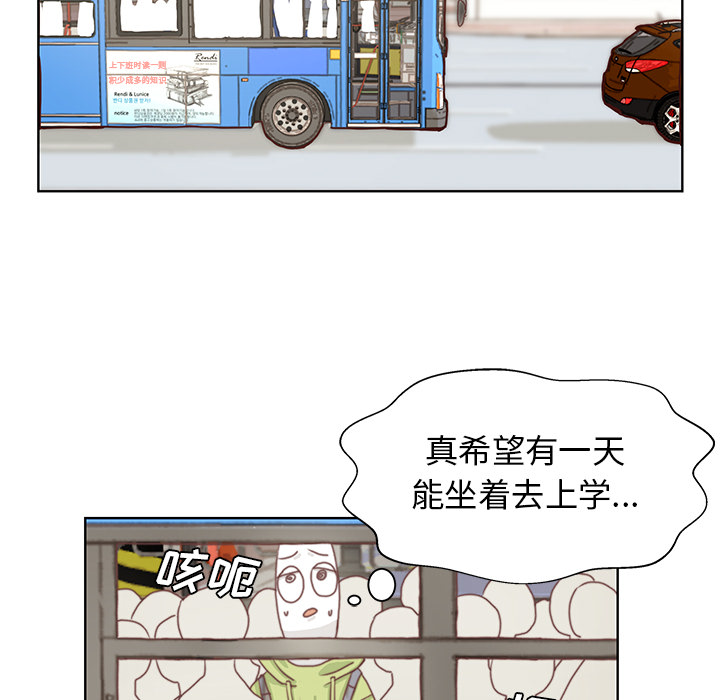 Rendi
上下班时读一则
积少成多的知识
Rendi & Lunice
notice
真希望有一天
能坐着去上学...
咳呃